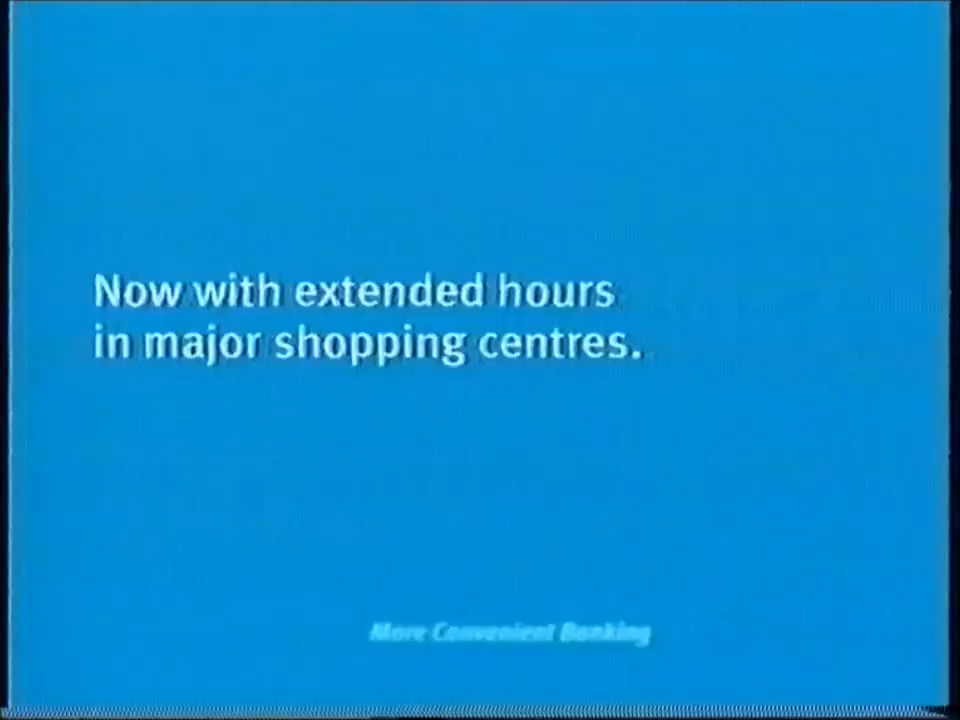 Now with extended hours
in major shopping centres.
More Convenient Banking